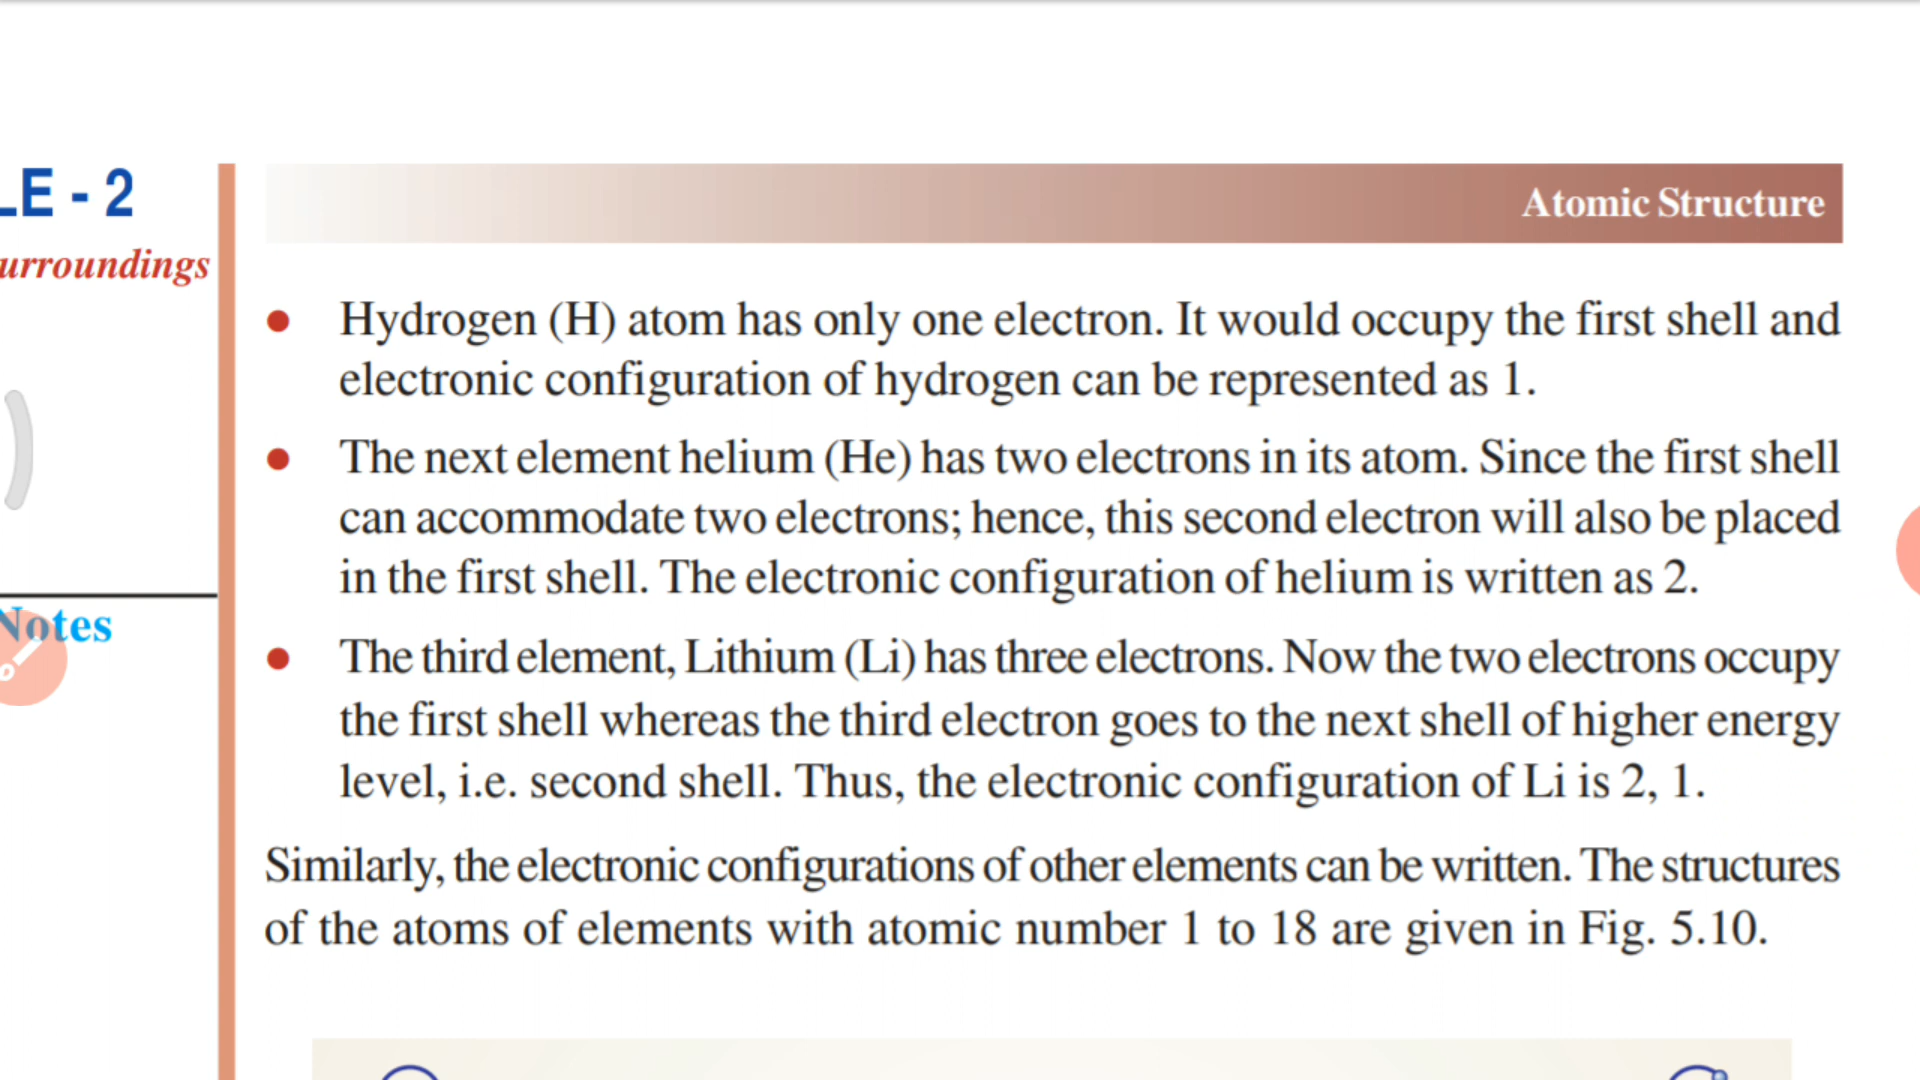 LE - 2
Atomic Structure
urroundings
• Hydrogen (H) atom has only one electron. It would occupy the first shell and
electronic configuration of hydrogen can be represented as 1.
• The next element helium (He) has two electrons in its atom. Since the first shell
can accommodate two electrons; hence, this second electron will also be placed
in the first shell. The electronic configuration of helium is written as 2.
Notes
• The third element, Lithium (Li) has three electrons. Now the two electrons occupy
the first shell whereas the third electron goes to the next shell of higher energy
level, i.e. second shell. Thus, the electronic configuration of Li is 2, 1.
Similarly, the electronic configurations of other elements can be written. The structures
of the atoms of elements with atomic number 1 to 18 are given in Fig. 5.10.